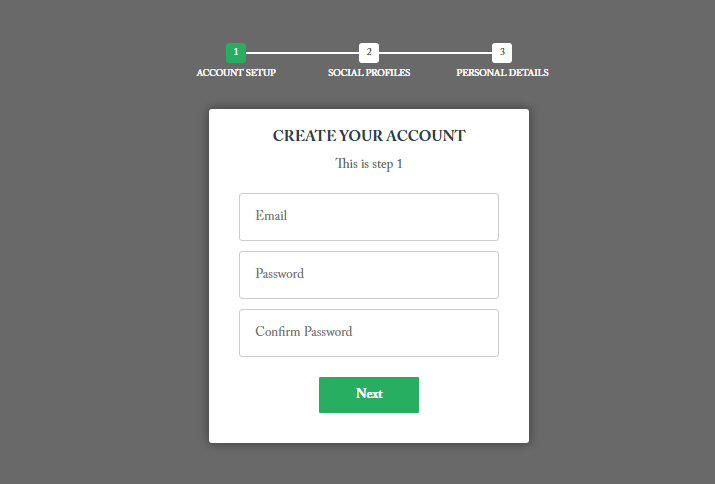 1 2 3
ACCOUNT SETUP SOCIAL PROFILES PERSONAL DETAILS
CREATE YOUR ACCOUNT
This is step 1
Email
Password
Confirm Password
Next